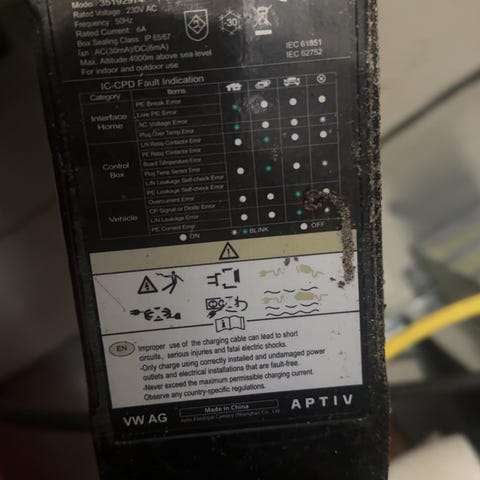 Model: 35192974
Rated Voltage: 230V AC
Frequency: 50Hz
Rated Current: 6A
Box Sealing Class: IP 65/67
AC(30mA)/DC(6mA)
Max. Altitude:4000m above sea level
For indoor and outdoor use
-30
IEC 61851
IEC 62752
IC-CPD Fault Indication
Category
Items
Interface Home
PE Break Error
Live PE Error
AC Voltage Error
Plug Over Temp Error
Control Box
L/N Relay Contactor Error
PE Relay Contactor Error
Board Temperature Error
Plug Temp Sensor Error
L/N Leakage Self-check Error
PE Leakage Self-check Error
Vehicle
Overcurrent Error
CP Signal or Diode Error
L/N Leakage Error
PE Current Error
ON
BLINK
OFF
EN
Improper use of the charging cable can lead to short
circuits, serious injuries and fatal electric shocks.
-Only charge using correctly installed and undamaged power
outlets and electrical installations that are fault-free.
-Never exceed the maximum permissible charging current.
Observe any country-specific regulations.
VW AG
Made in China
APTIV